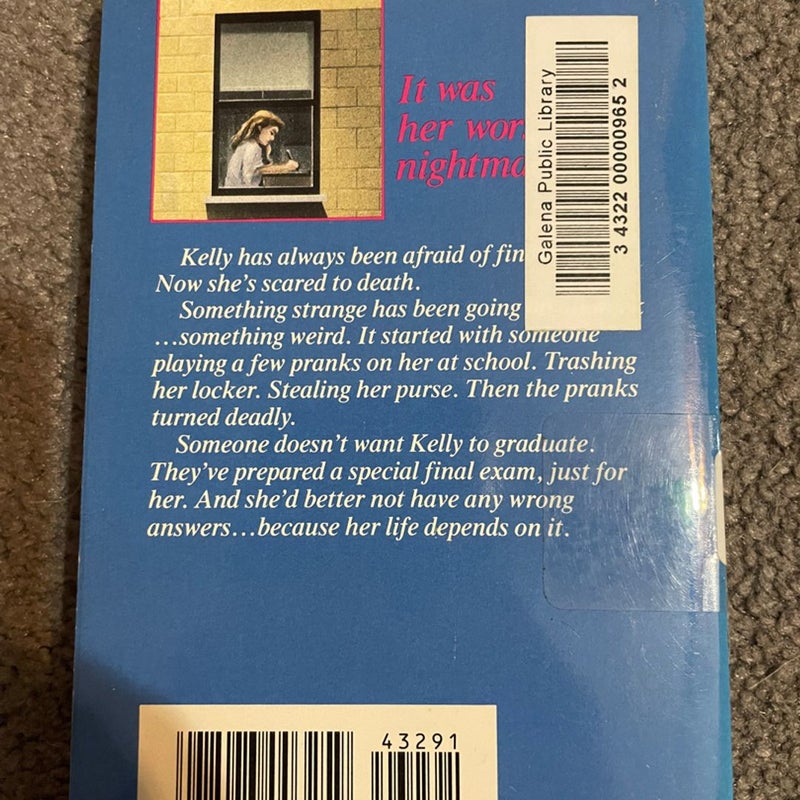 It was
her
Kelly has always been afraid of
Now she's scared to death.
Something strange has been going
...something weird. It started with someone
playing a few pranks on her at school. Trashing
her locker. Stealing her purse. Then the pranks
turned deadly.
Someone doesn't want Kelly to graduate.
They've prepared a special final exam, just for
her. And she'd better not have any wrong
answers...because her life depends on it.
Galena Public Library
3 4322 000000965 2
43291